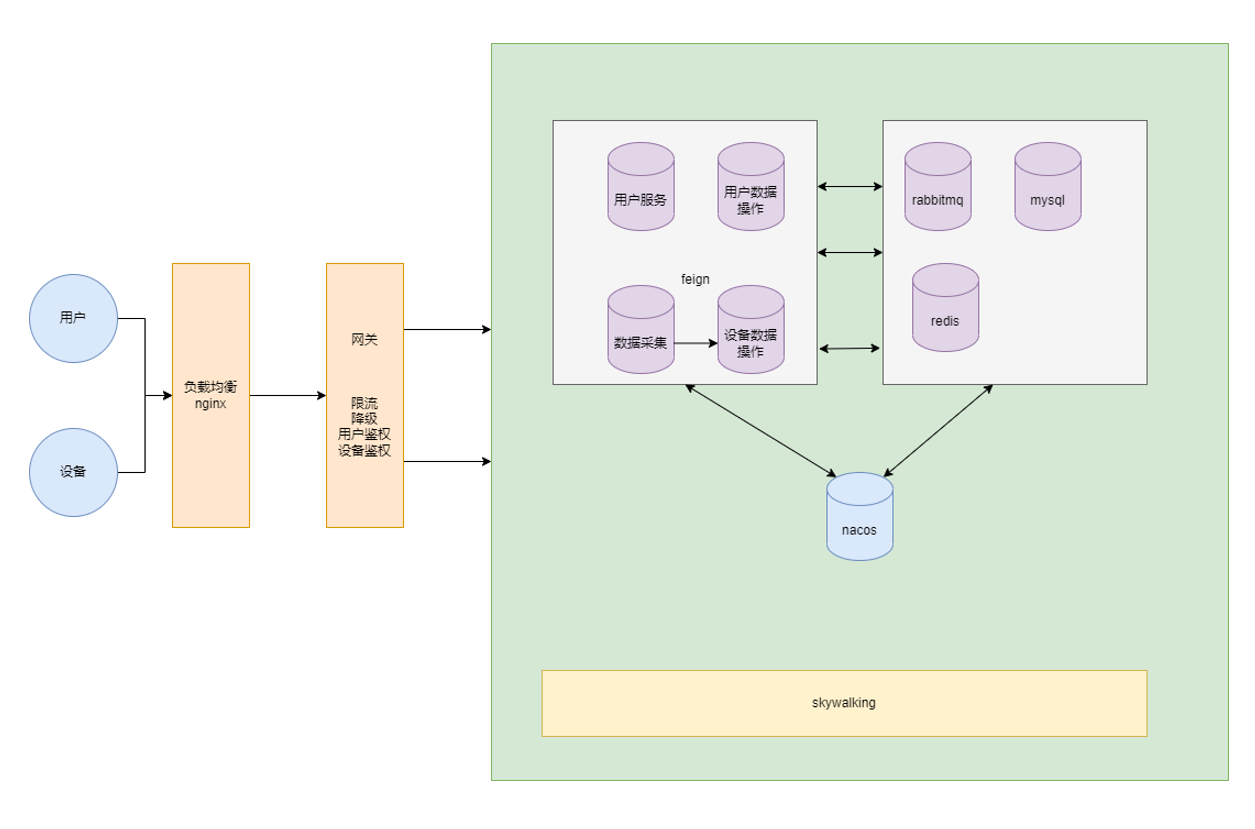 用户
设备
负载均衡
nginx
网关
限流
降级
用户鉴权
设备鉴权
用户服务
用户数据
操作
feign
数据采集
设备数据
操作
rabbitmq
mysql
redis
nacos
skywalking